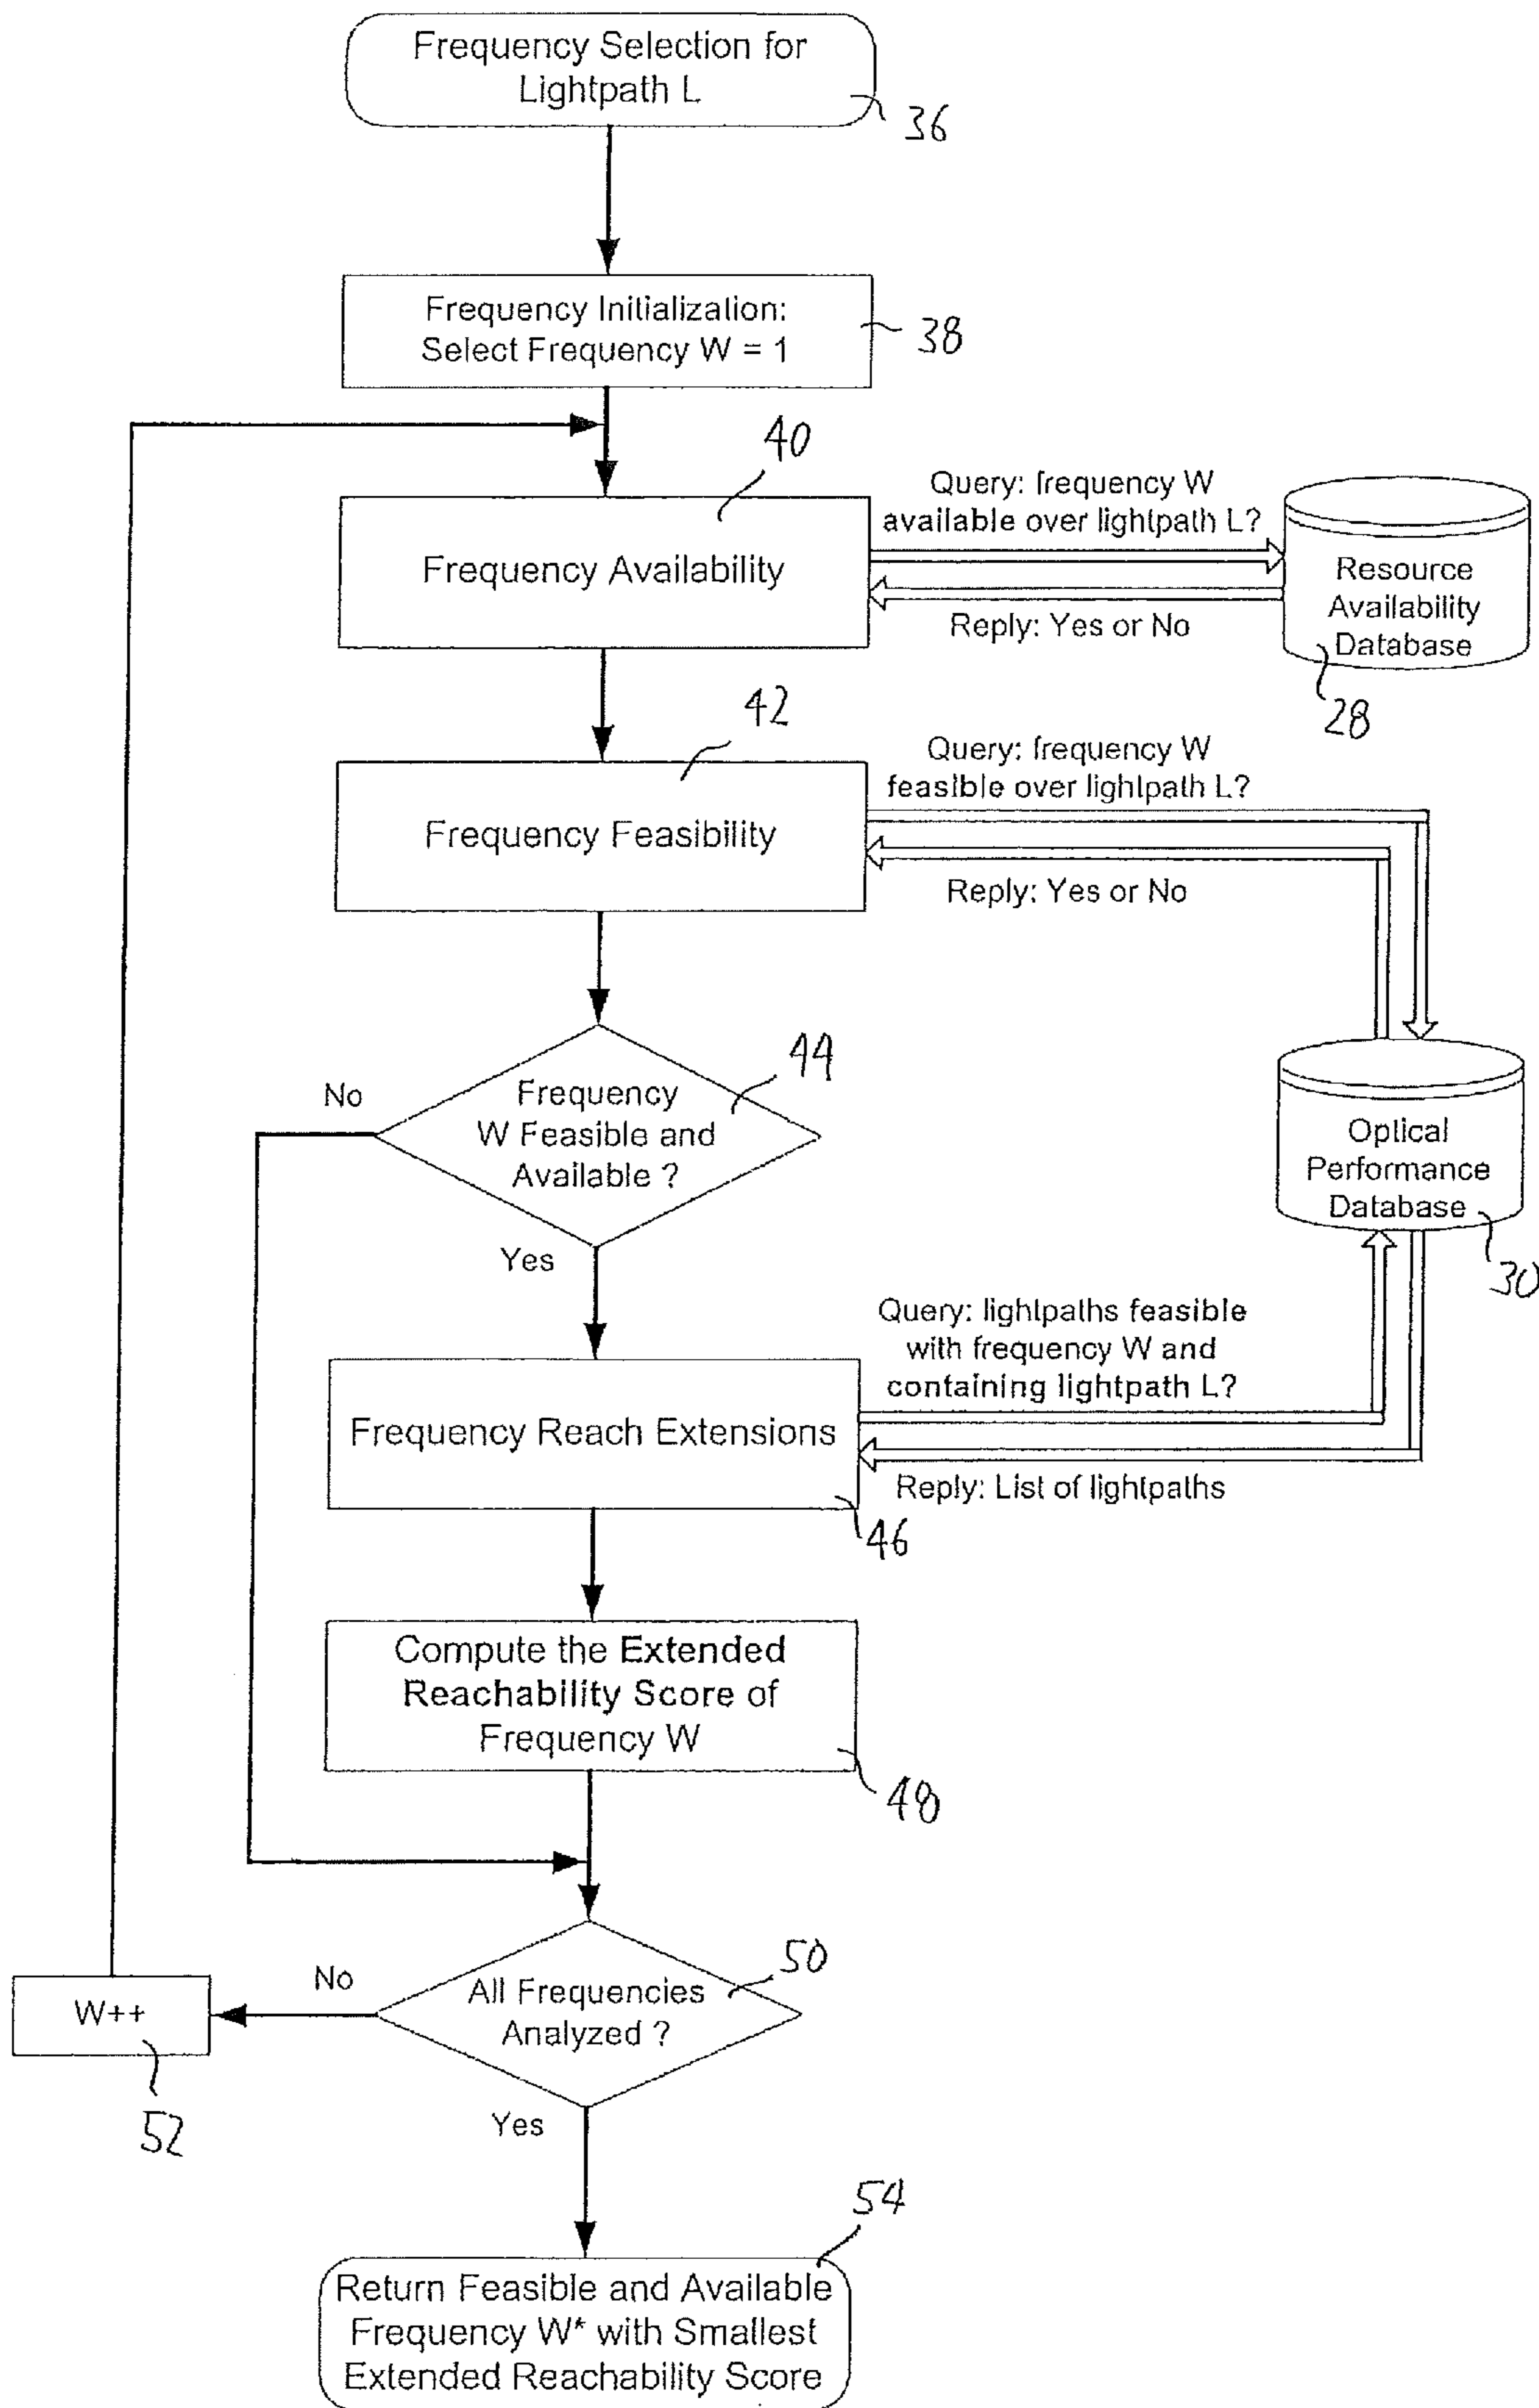 Frequency Selection for
Lightpath L
36
Frequency Initialization:
Select Frequency W = 1
38
40
Frequency Availability
Query: frequency W
available over lightpath L?
Reply: Yes or No
Resource
Availability
Database
28
42
Frequency Feasibility
Query: frequency W
feasible over lightpath L?
Reply: Yes or No
44
No
Frequency
W Feasible and
Available ?
Yes
Optical
Performance
Database
30
Frequency Reach Extensions
Query: lightpaths feasible
with frequency W and
containing lightpath L?
Reply: List of lightpaths
46
Compute the Extended
Reachability Score of
Frequency W
48
50
No
All Frequencies
Analyzed ?
W++
52
Yes
54
Return Feasible and Available
Frequency W* with Smallest
Extended Reachability Score